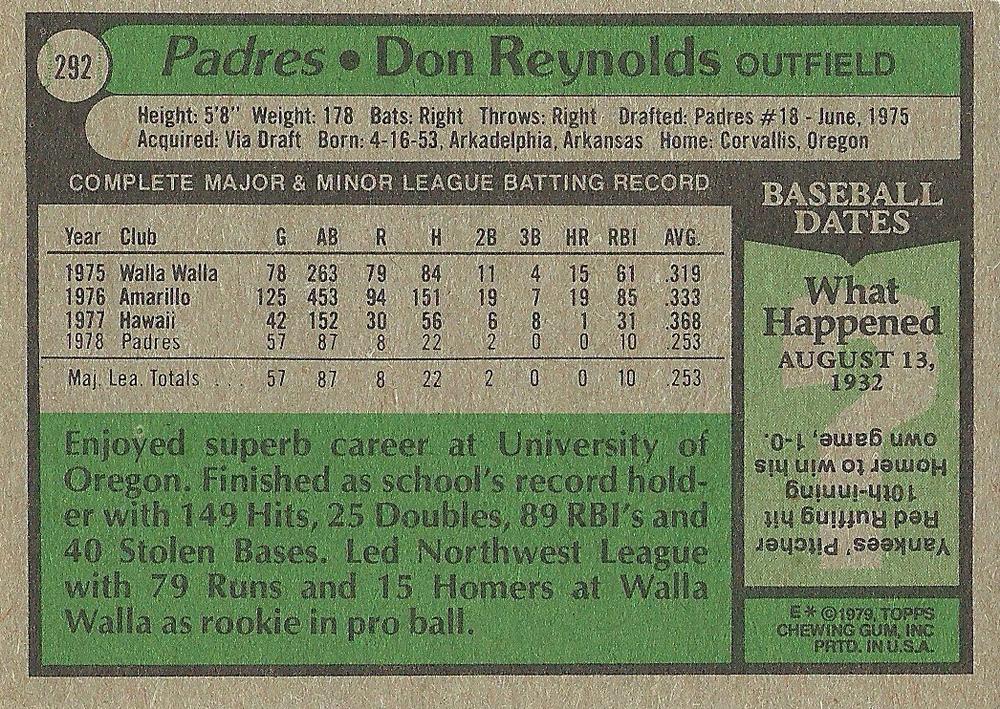 292
Padres • Don Reynolds OUTFIELD
Height: 5'8" Weight: 178 Bats: Right Throws: Right Drafted: Padres #18 - June, 1975
Acquired: Via Draft Born: 4-16-53, Arkadelphia, Arkansas Home: Corvallis, Oregon
COMPLETE MAJOR & MINOR LEAGUE BATTING RECORD
Year Club G AB R H 2B 3B HR RBI AVG.
1975 Walla Walla 78 263 79 84 11 4 15 61 .319
1976 Amarillo 125 453 94 151 19 7 19 85 .333
1977 Hawaii 42 152 30 56 6 8 1 31 .368
1978 Padres 57 87 8 22 2 0 0 10 .253
Maj. Lea. Totals . . . 57 87 8 22 2 0 0 10 .253
Enjoyed superb career at University of
Oregon. Finished as school's record hold-
er with 149 Hits, 25 Doubles, 89 RBI's and
40 Stolen Bases. Led Northwest League
with 79 Runs and 15 Homers at Walla
Walla as rookie in pro ball.
BASEBALL
DATES
What
Happened
AUGUST 13,
1932
Yankees' Pitcher
Red Ruffing hit
10th-inning
Homer to win his
own game, 1-0.
E* ©1979, TOPPS
CHEWING GUM, INC
PRTD. IN U.S.A.